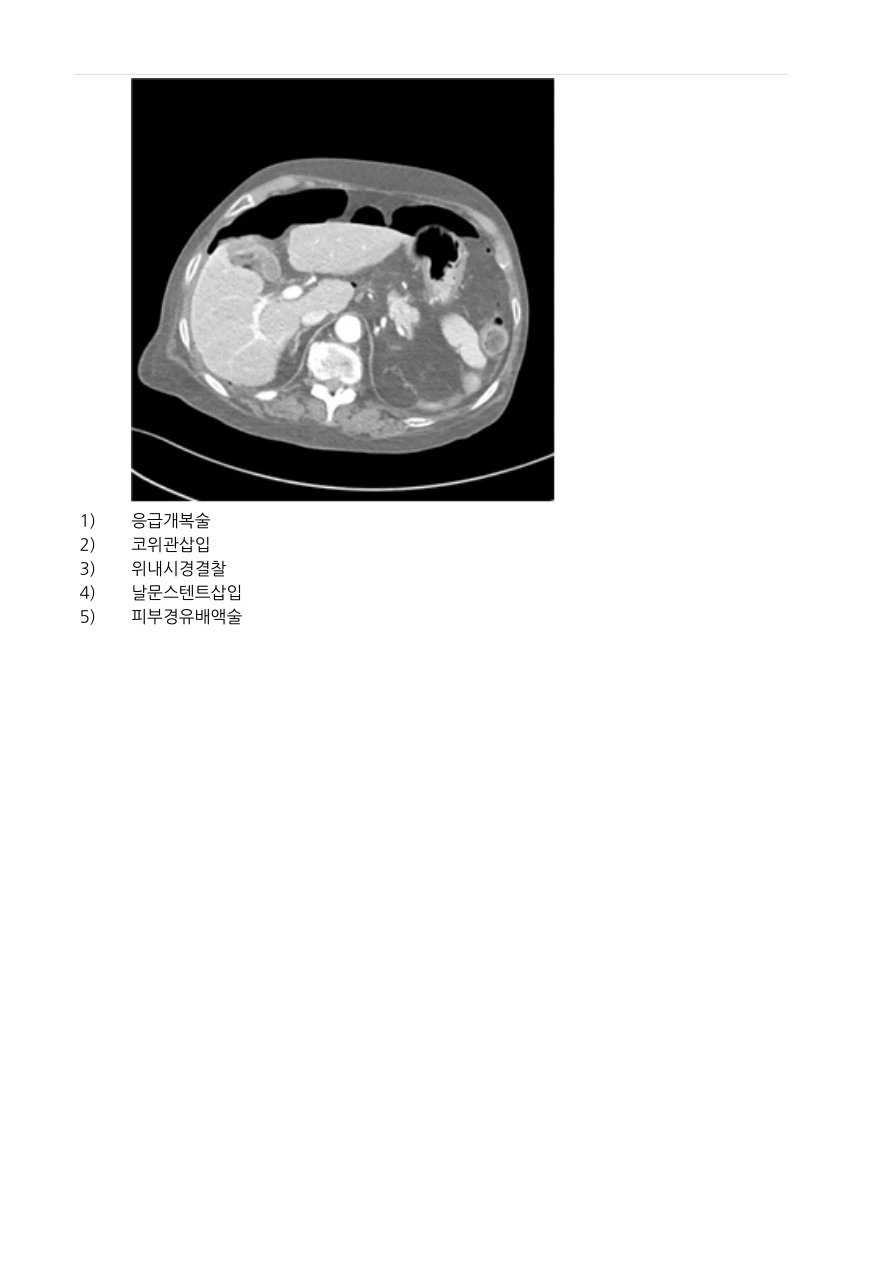 1) 응급개복술
2) 코위관삽입
3) 위내시경결찰
4) 날문스텐트삽입
5) 피부경유배액술